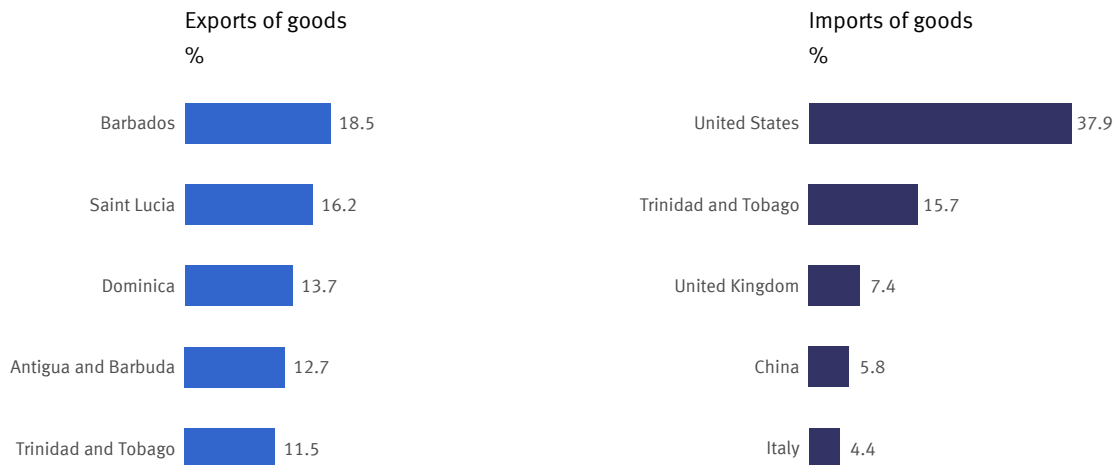 Exports of goods
%
Barbados 18.5
Saint Lucia 16.2
Dominica 13.7
Antigua and Barbuda 12.7
Trinidad and Tobago 11.5
Imports of goods
%
United States 37.9
Trinidad and Tobago 15.7
United Kingdom 7.4
China 5.8
Italy 4.4